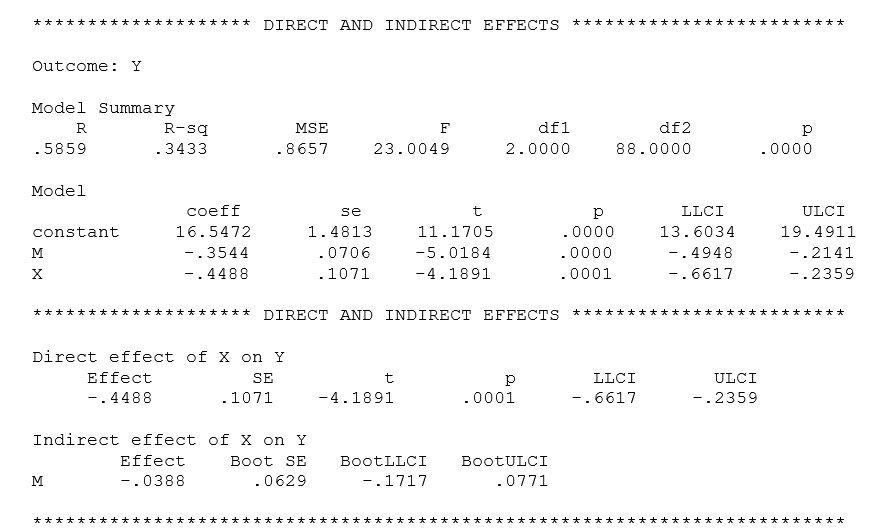 ******************** DIRECT AND INDIRECT EFFECTS *************************
Outcome: Y
Model Summary
R R-sq MSE F df1 df2 p
.5859 .3433 .8657 23.0049 2.0000 88.0000 .0000
Model
coeff se t p LLCI ULCI
constant 16.5472 1.4813 11.1705 .0000 13.6034 19.4911
M -.3544 .0706 -5.0184 .0000 -.4948 -.2141
X -.4488 .1071 -4.1891 .0001 -.6617 -.2359
******************** DIRECT AND INDIRECT EFFECTS *************************
Direct effect of X on Y
Effect SE t p LLCI ULCI
-.4488 .1071 -4.1891 .0001 -.6617 -.2359
Indirect effect of X on Y
Effect Boot SE BootLLCI BootULCI
M -.0388 .0629 -.1717 .0771
**************************************************************************